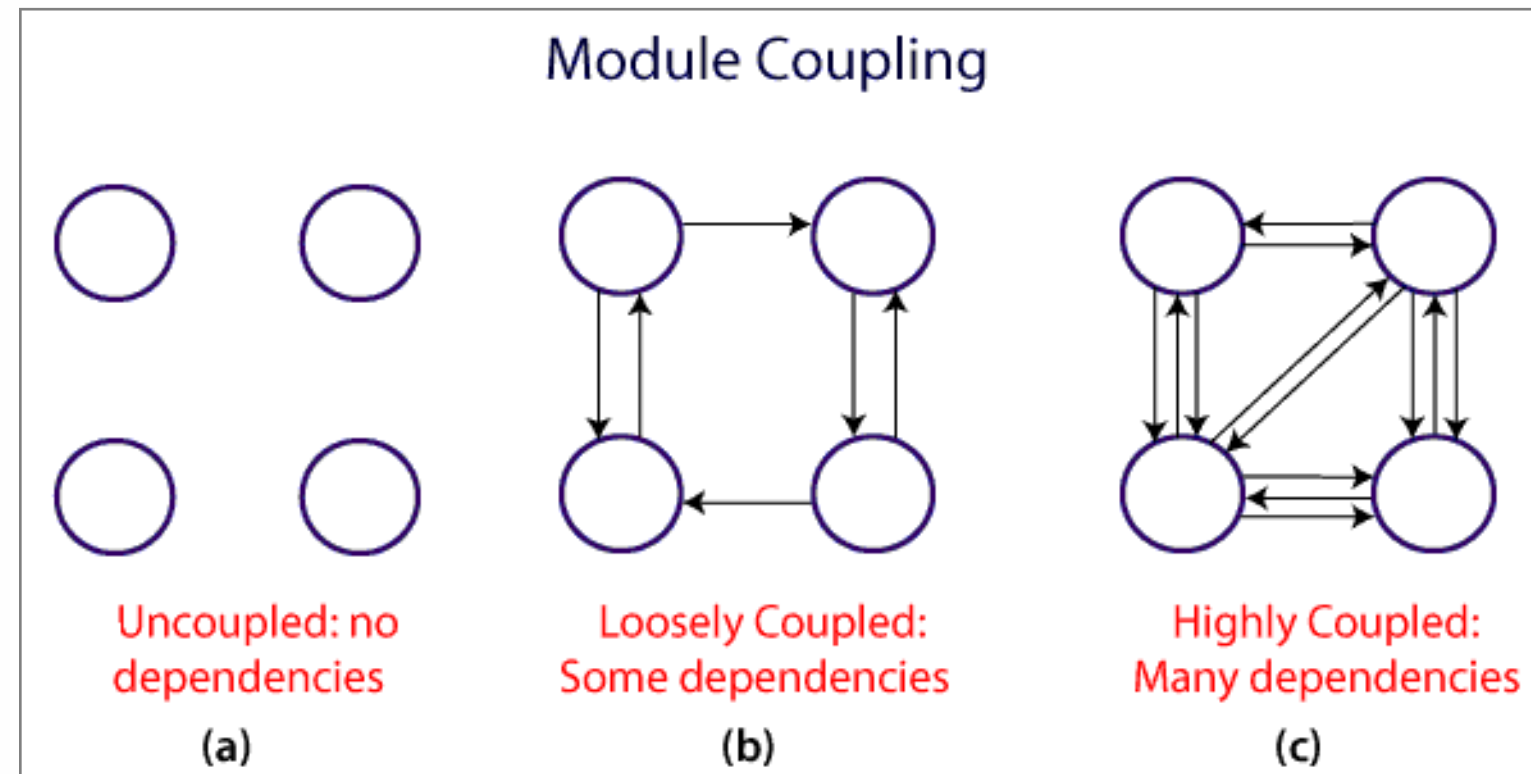 Module Coupling
Uncoupled: no
dependencies
(a)
Loosely Coupled:
Some dependencies
(b)
Highly Coupled:
Many dependencies
(c)